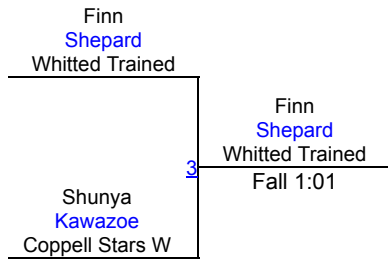 Finn
Shepard
Whitted Trained
Finn
Shepard
Whitted Trained
3
Fall 1:01
Shunya
Kawazoe
Coppell Stars W